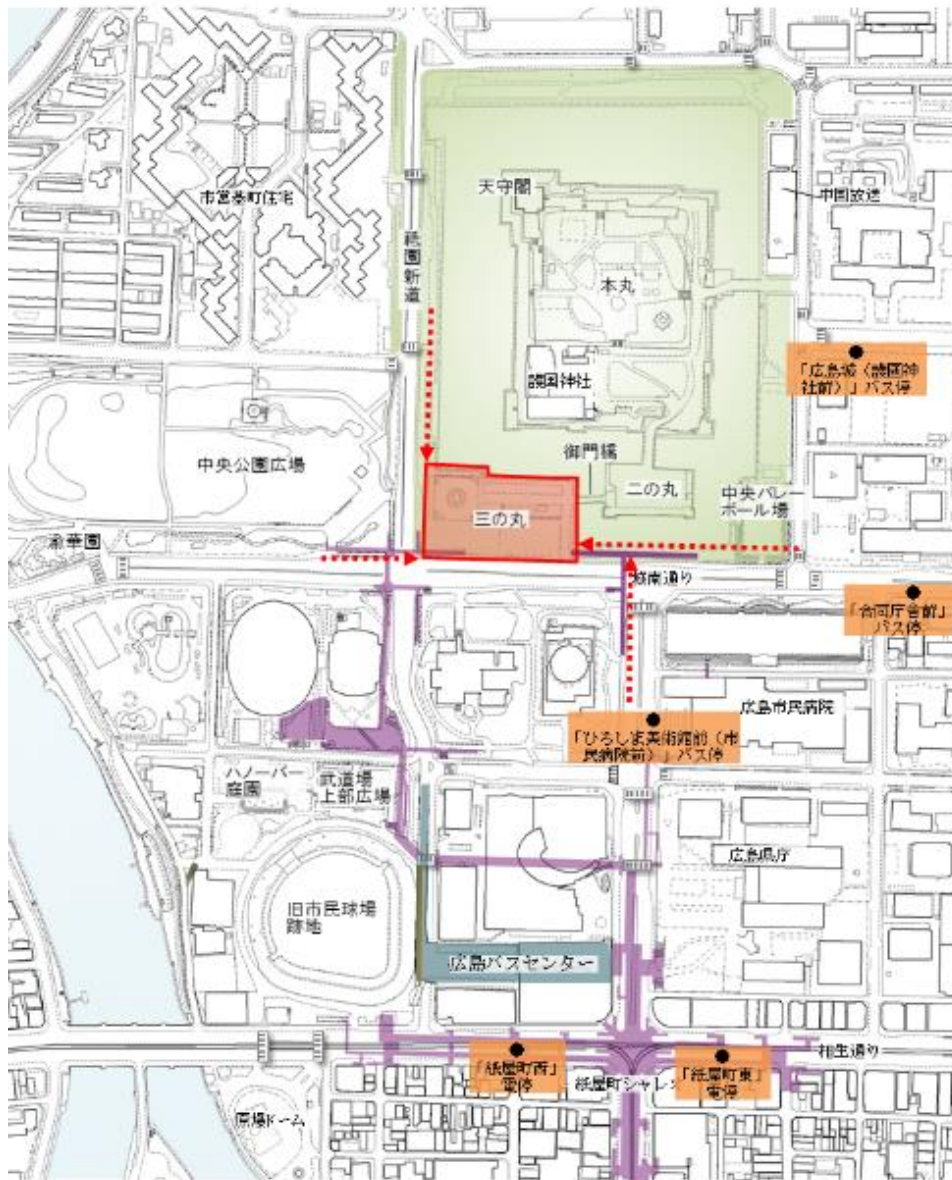 市営基町住宅
天守閣
中国放送
祇園新道
本丸
「広島城(護国神
社前)」バス停
護国神社
中央公園広場
御門橋
二の丸
中央バレー
ボール場
三の丸
渝華園
城南通り
「合同庁舎前」
バス停
広島市民病院
「ひろしま美術館前(市
民病院前)」バス停
ハノーバー
庭園
武道場
上部広場
広島県庁
旧市民球場
跡地
広島バスセンター
相生通り
「紙屋町西」
電停
紙屋町シャレオ
「紙屋町東」
電停
原爆ドーム